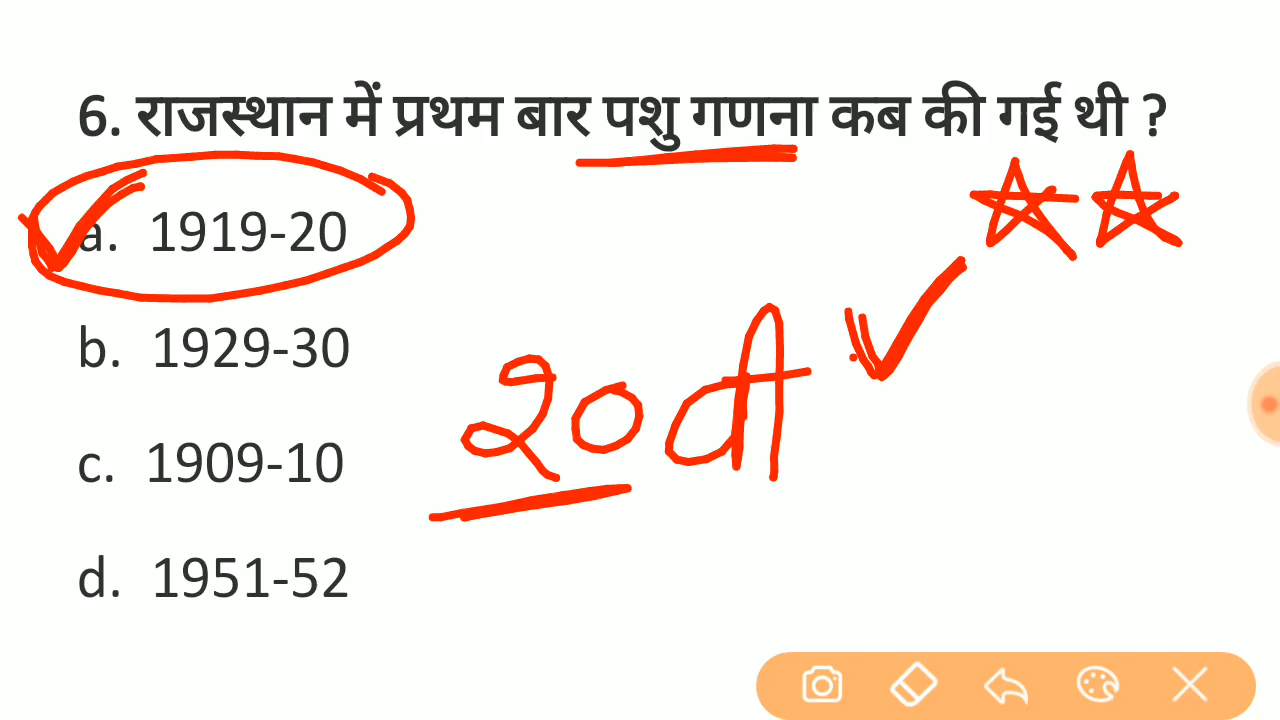 6. राजस्थान में प्रथम बार पशु गणना कब की गई थी ?
a. 1919-20
b. 1929-30
20वीं
c. 1909-10
d. 1951-52